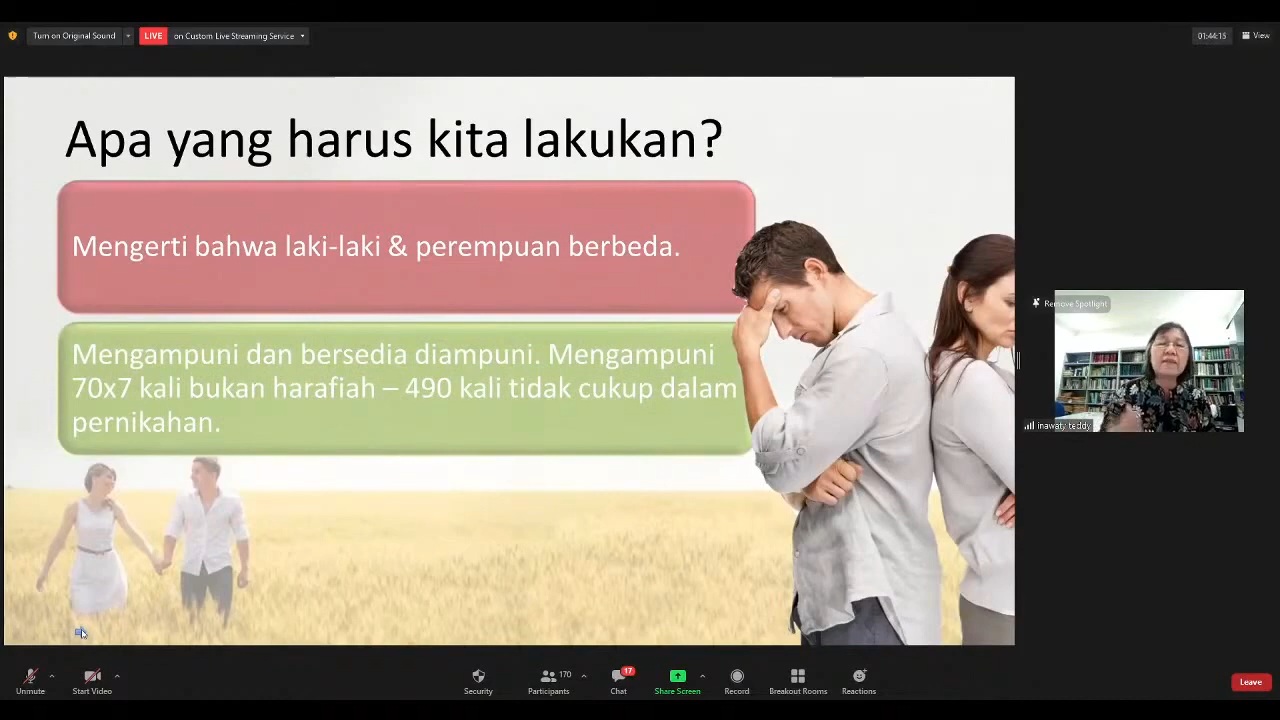 Turn on Original Sound
LIVE
on Custom Live Streaming Service
01:44:15
View
Apa yang harus kita lakukan?
Mengerti bahwa laki-laki & perempuan berbeda.
Mengampuni dan bersedia diampuni. Mengampuni
70x7 kali bukan harafiah – 490 kali tidak cukup dalam
pernikahan.
Remove Spotlight
inawaty teddy
Unmute
Start Video
Security
Participants
170
Chat
17
Share Screen
Record
Breakout Rooms
Reactions
Leave